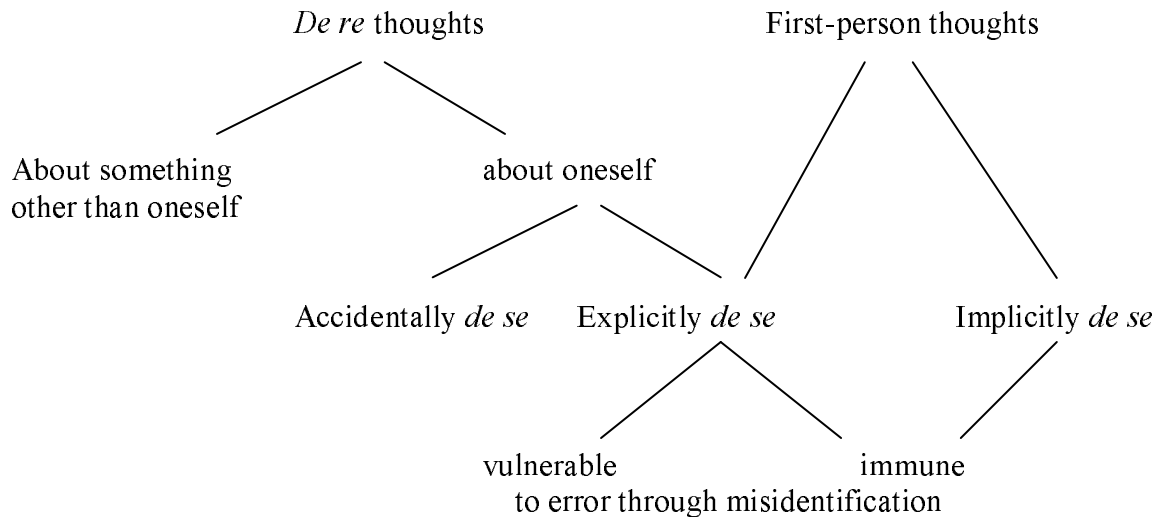 De re thoughts
First-person thoughts
About something
other than oneself
about oneself
Accidentally de se
Explicitly de se
Implicitly de se
vulnerable
immune
to error through misidentification